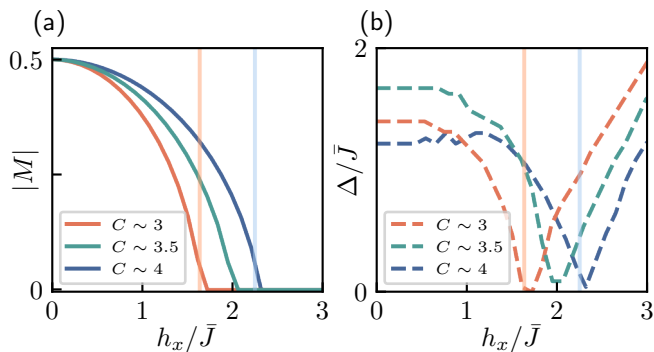 (a)
0.5
0
|M|
C ∼ 3
C ∼ 3.5
C ∼ 4
0 1 2 3
h_x/J̄
(b)
2
0
Δ/J̄
C ∼ 3
C ∼ 3.5
C ∼ 4
0 1 2 3
h_x/J̄